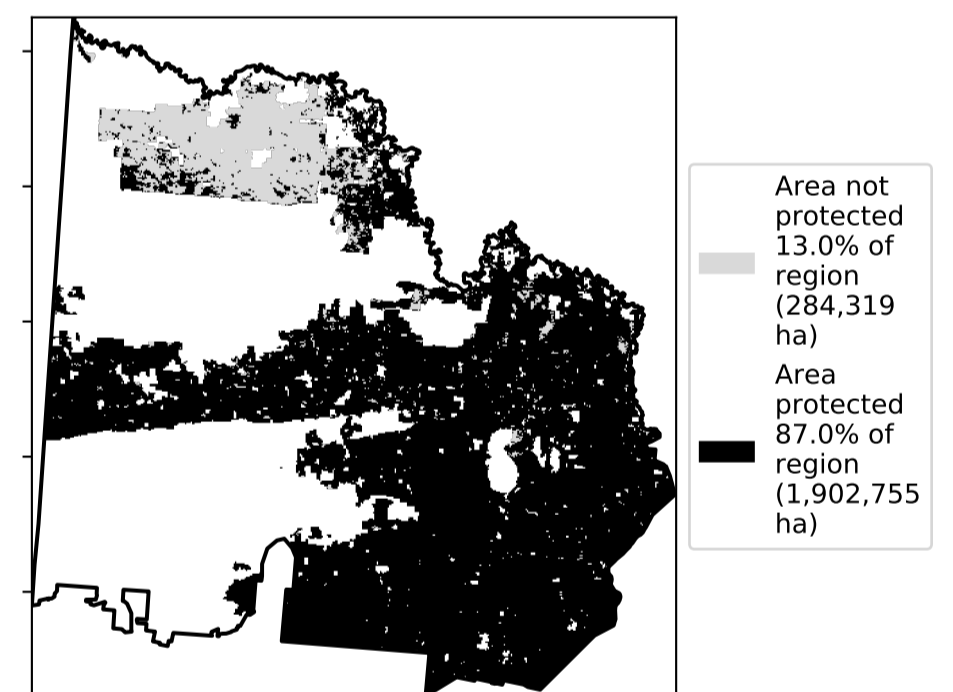 Area not
protected
13.0% of
region
(284,319
ha)
Area
protected
87.0% of
region
(1,902,755
ha)